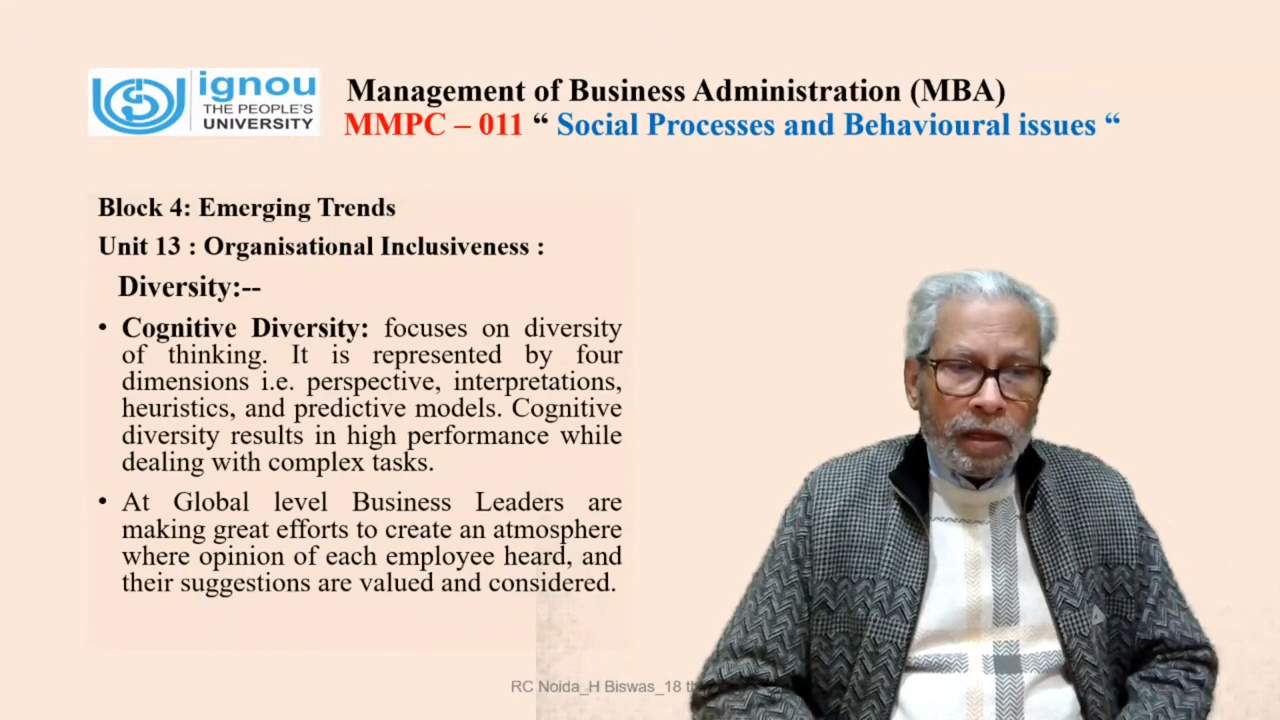 ignou
THE PEOPLE'S
UNIVERSITY
Management of Business Administration (MBA)
MMPC – 011 “ Social Processes and Behavioural issues “
Block 4: Emerging Trends
Unit 13 : Organisational Inclusiveness :
Diversity:--
• Cognitive Diversity: focuses on diversity
of thinking. It is represented by four
dimensions i.e. perspective, interpretations,
heuristics, and predictive models. Cognitive
diversity results in high performance while
dealing with complex tasks.
• At Global level Business Leaders are
making great efforts to create an atmosphere
where opinion of each employee heard, and
their suggestions are valued and considered.
RC Noida_H Biswas_18